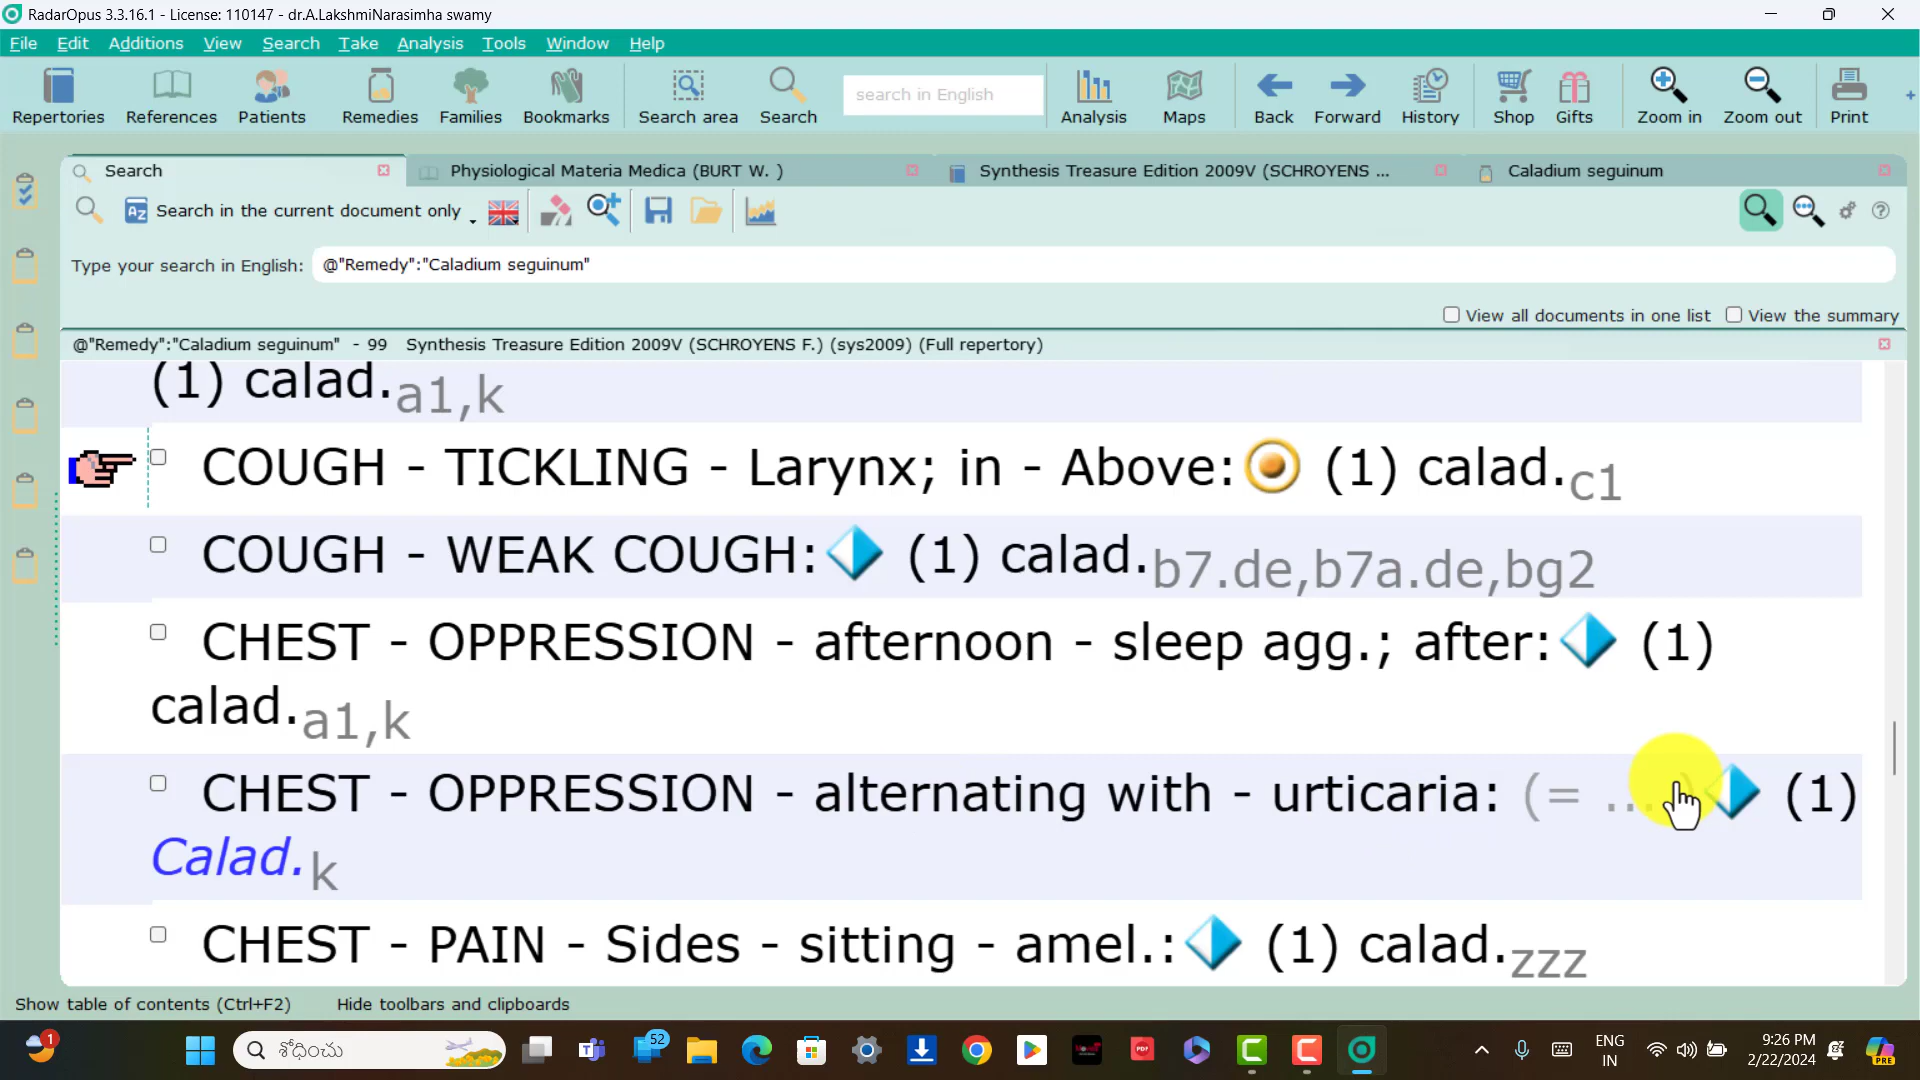 RadarOpus 3.3.16.1 - License: 110147 - dr.A.LakshmiNarasimha swamy
File Edit Additions View Search Take Analysis Tools Window Help
Repertories References Patients Remedies Families Bookmarks Search area Search search in English Analysis Maps Back Forward History Shop Gifts Zoom in Zoom out Print
Search Physiological Materia Medica (BURT W. ) Synthesis Treasure Edition 2009V (SCHROYENS ... Caladium seguinum
AZ Search in the current document only
Type your search in English: @"Remedy":"Caladium seguinum"
View all documents in one list View the summary
@"Remedy":"Caladium seguinum" - 99 Synthesis Treasure Edition 2009V (SCHROYENS F.) (sys2009) (Full repertory)
(1) calad.a1,k
COUGH - TICKLING - Larynx; in - Above: (1) calad.c1
COUGH - WEAK COUGH: (1) calad.b7.de,b7a.de,bg2
CHEST - OPPRESSION - afternoon - sleep agg.; after: (1)
calad.a1,k
CHEST - OPPRESSION - alternating with - urticaria: (= ...) (1)
Calad.k
CHEST - PAIN - Sides - sitting - amel.: (1) calad.zzz
Show table of contents (Ctrl+F2) Hide toolbars and clipboards
1 శోధించు 52 PDF ENG 9:26 PM PRE
IN 2/22/2024